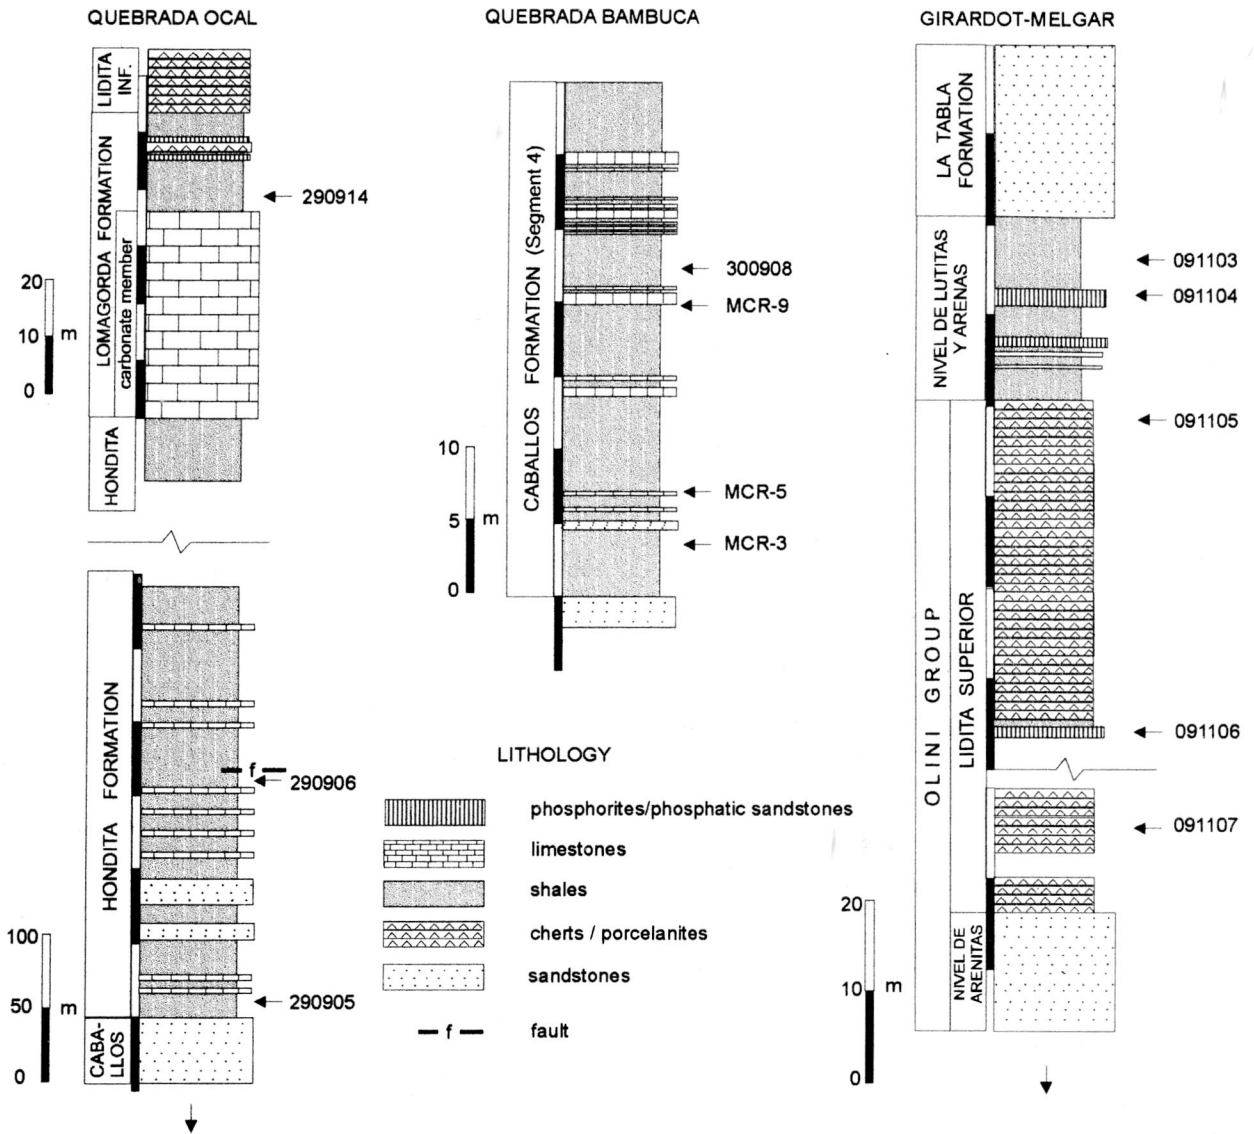 QUEBRADA OCAL
LIDITA
INF.
LOMAGORDA FORMATION
carbonate member
HONDITA
290914
20
10 m
0
HONDITA FORMATION
CABA-
LLOS
f
290906
290905
100
50 m
0
QUEBRADA BAMBUCA
CABALLOS FORMATION (Segment 4)
300908
MCR-9
MCR-5
MCR-3
10
5 m
0
LITHOLOGY
phosphorites/phosphatic sandstones
limestones
shales
cherts / porcelanites
sandstones
f fault
GIRARDOT-MELGAR
LA TABLA
FORMATION
NIVEL DE LUTITAS
Y ARENAS
OLINI GROUP
LIDITA SUPERIOR
NIVEL DE
ARENITAS
091103
091104
091105
091106
091107
20
10 m
0